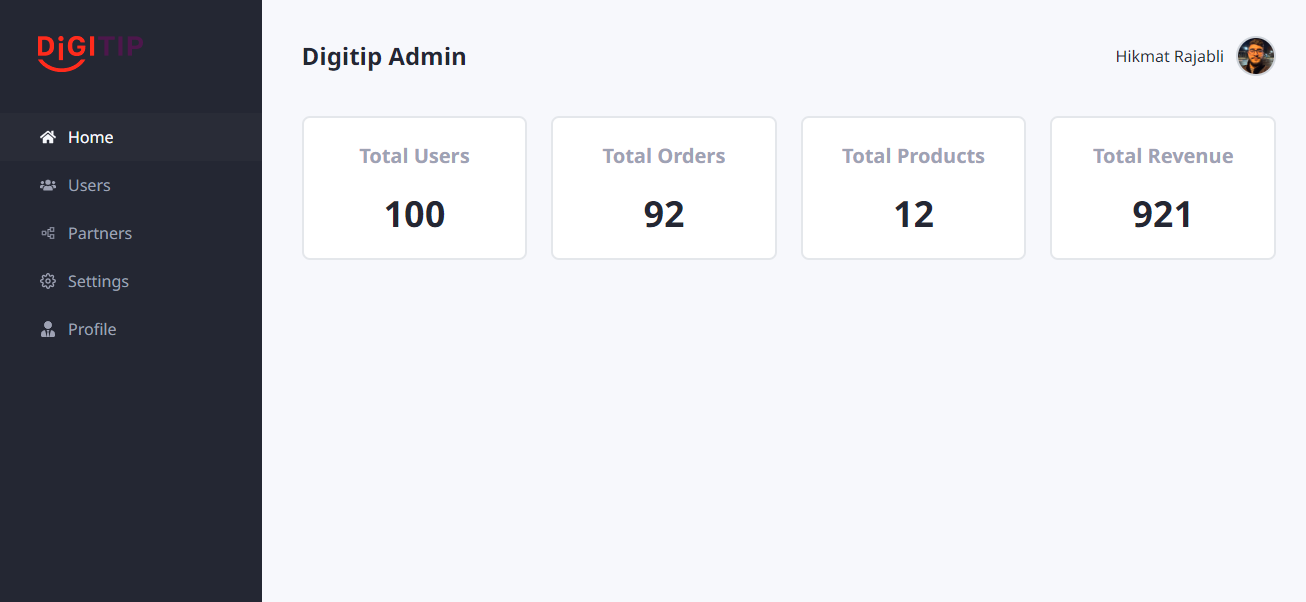 DiGITIP
Home
Users
Partners
Settings
Profile
Digitip Admin
Hikmat Rajabli
Total Users
100
Total Orders
92
Total Products
12
Total Revenue
921